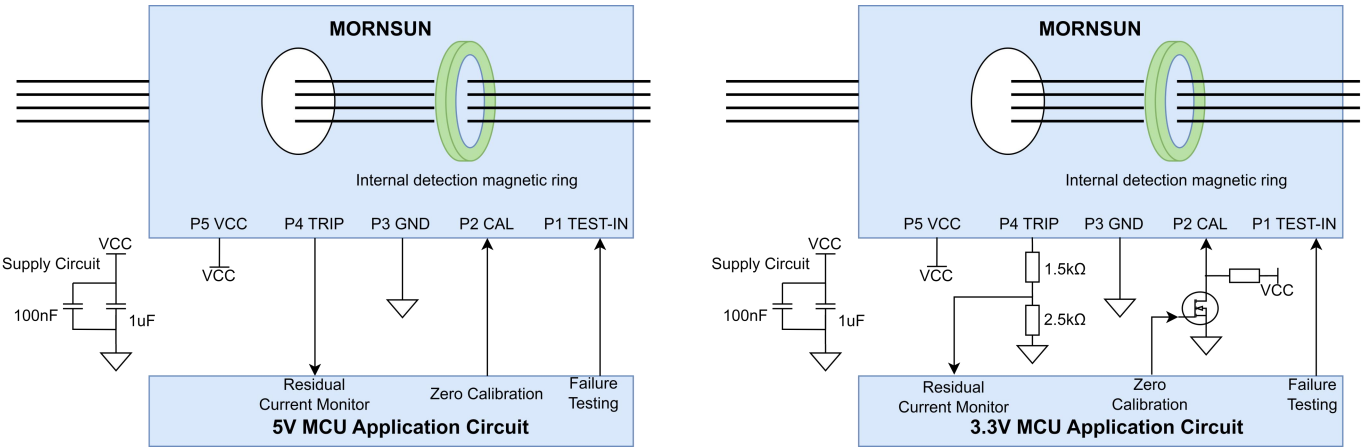 MORNSUN
Internal detection magnetic ring
P5 VCC
P4 TRIP
P3 GND
P2 CAL
P1 TEST-IN
VCC
Supply Circuit
100nF
1uF
VCC
Residual
Current Monitor
Zero Calibration
Failure
Testing
5V MCU Application Circuit
MORNSUN
Internal detection magnetic ring
P5 VCC
P4 TRIP
P3 GND
P2 CAL
P1 TEST-IN
VCC
Supply Circuit
100nF
1uF
VCC
1.5kΩ
2.5kΩ
VCC
Residual
Current Monitor
Zero
Calibration
Failure
Testing
3.3V MCU Application Circuit